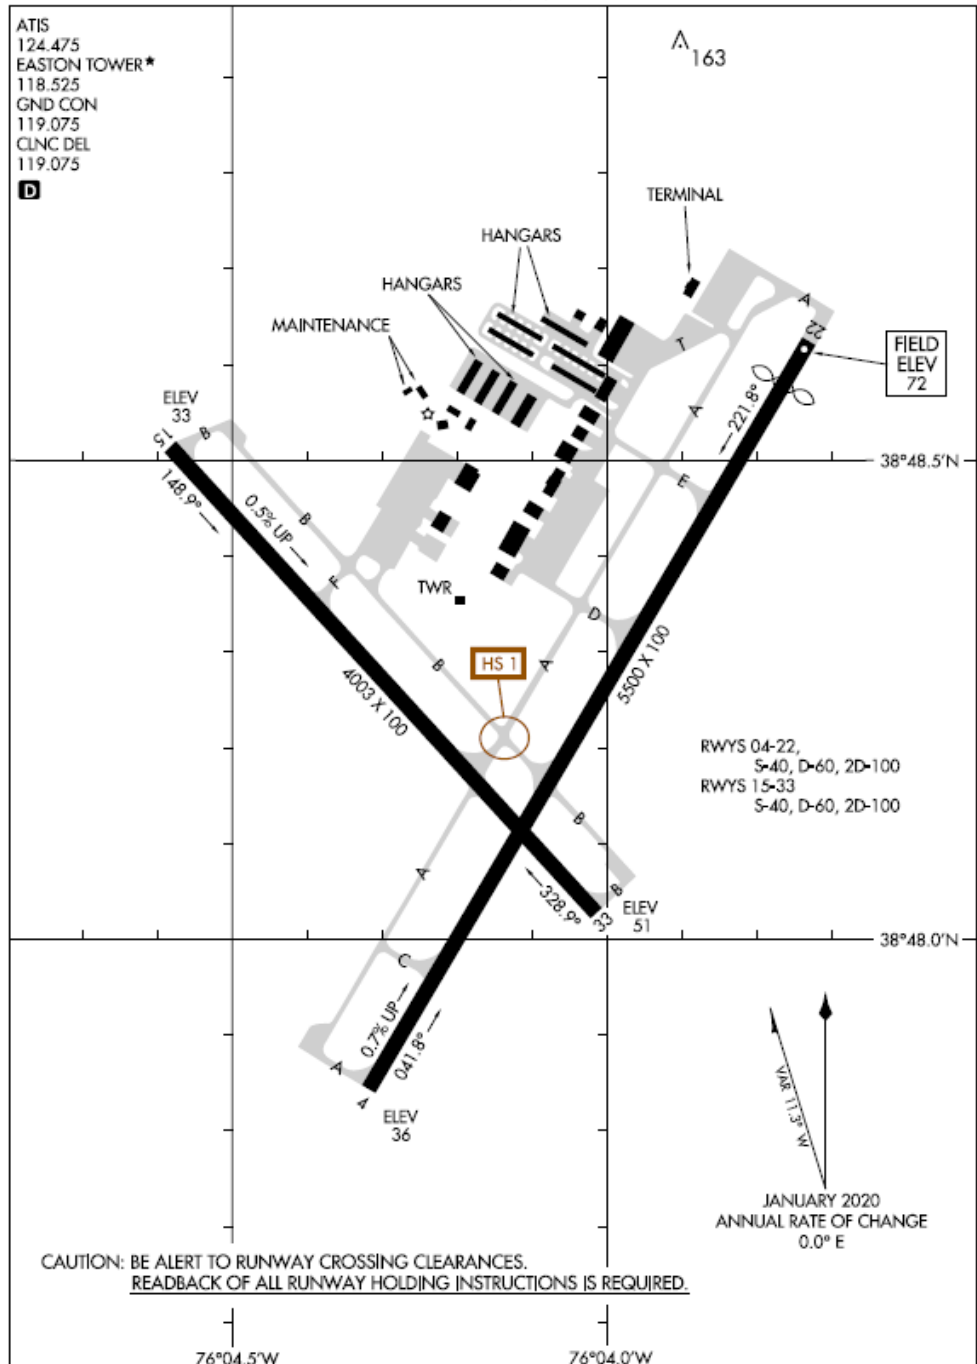 ATIS
124.475
EASTON TOWER★
118.525
GND CON
119.075
CLNC DEL
119.075
D
163
TERMINAL
HANGARS
HANGARS
MAINTENANCE
A
22
T
FIELD
ELEV
72
ELEV
33
15
B
A
221.8°
38°48.5'N
148.9°
0.5% UP
E
B
F
TWR
D
HS 1
B
A
4003 X 100
5500 X 100
RWYS 04-22,
S-40, D-60, 2D-100
RWYS 15-33
S-40, D-60, 2D-100
B
A
328.9°
B
33
ELEV
51
38°48.0'N
C
0.7% UP
041.8°
A
4
ELEV
36
VAR 11.3° W
JANUARY 2020
ANNUAL RATE OF CHANGE
0.0° E
CAUTION: BE ALERT TO RUNWAY CROSSING CLEARANCES.
READBACK OF ALL RUNWAY HOLDING INSTRUCTIONS IS REQUIRED.
76°04.5'W
76°04.0'W